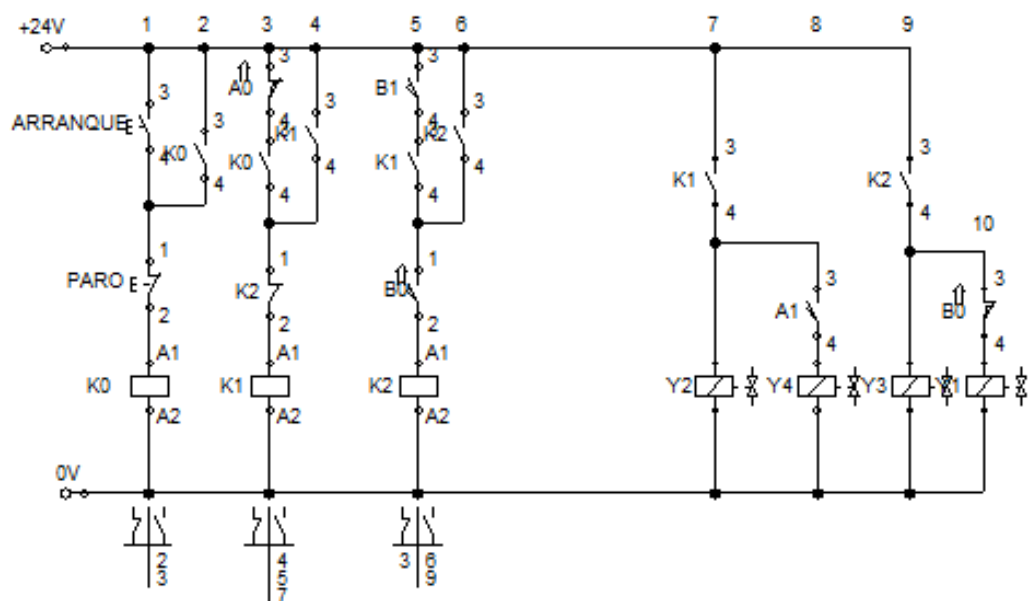 +24V 1 2 3 4 5 6 7 8 9
3 3
A0 B1
3 3 3 3
ARRANQUE E K1 K2
4 K0 4 4 3 3
K0 K1 K1 K2
4 4 4 4 4
4 4 10
1 1 1 3
PARO E K2 B0 A1 B0
2 2 2 4 4
A1 A1 A1
K0 K1 K2 Y2 Y4 Y3 Y1
A2 A2 A2
0V
2 4 3 6
3 5 9
7